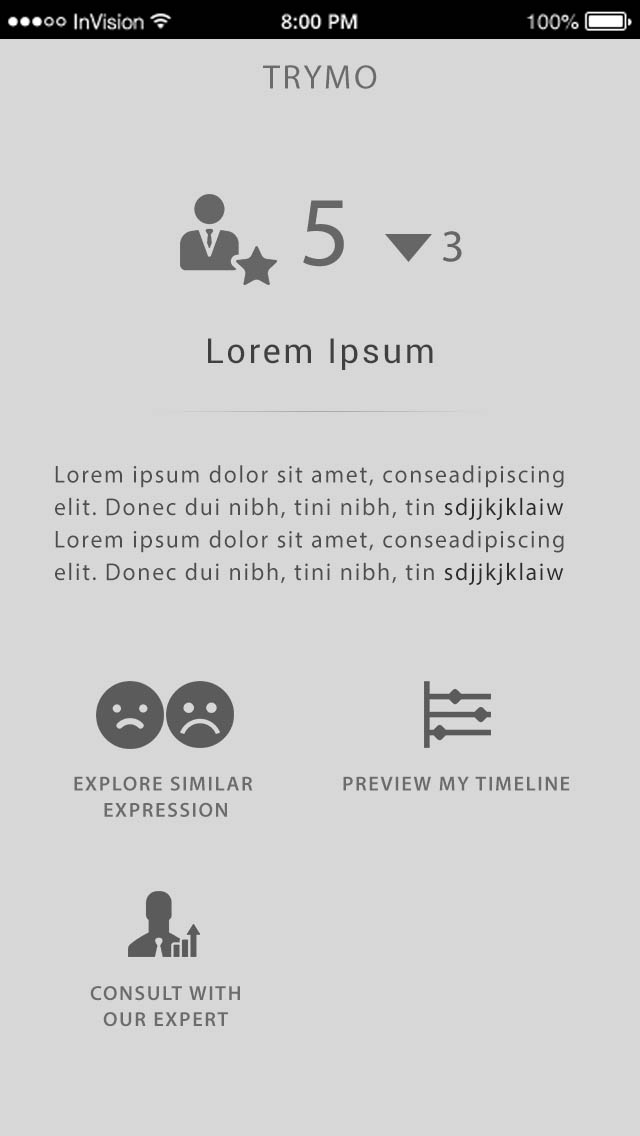 InVision 8:00 PM 100%
TRYMO
5 3
Lorem Ipsum
Lorem ipsum dolor sit amet, conseadipiscing
elit. Donec dui nibh, tini nibh, tin sdjjkjklaiw
Lorem ipsum dolor sit amet, conseadipiscing
elit. Donec dui nibh, tini nibh, tin sdjjkjklaiw
EXPLORE SIMILAR
EXPRESSION
PREVIEW MY TIMELINE
CONSULT WITH
OUR EXPERT